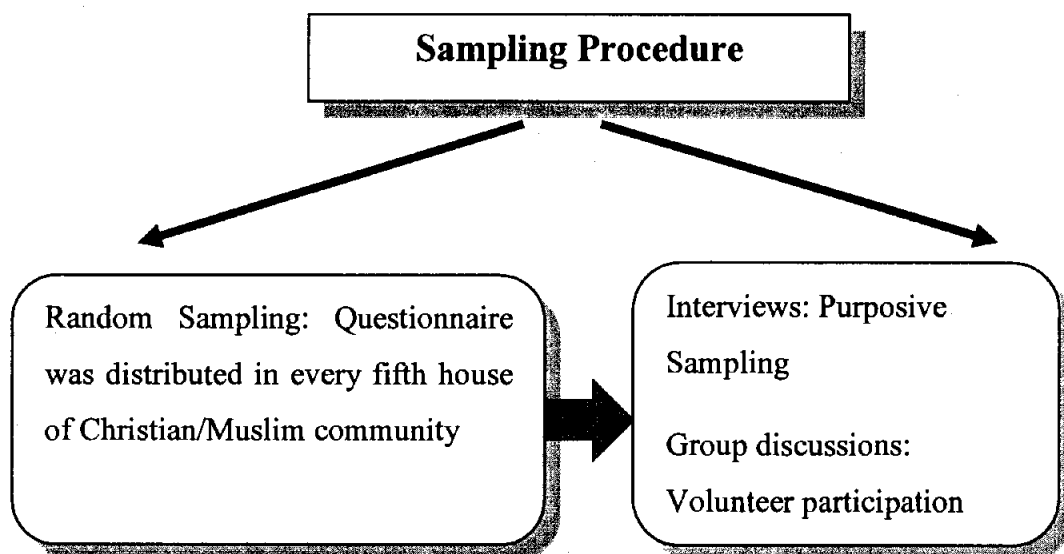 Sampling Procedure
Random Sampling: Questionnaire
was distributed in every fifth house
of Christian/Muslim community
Interviews: Purposive
Sampling
Group discussions:
Volunteer participation